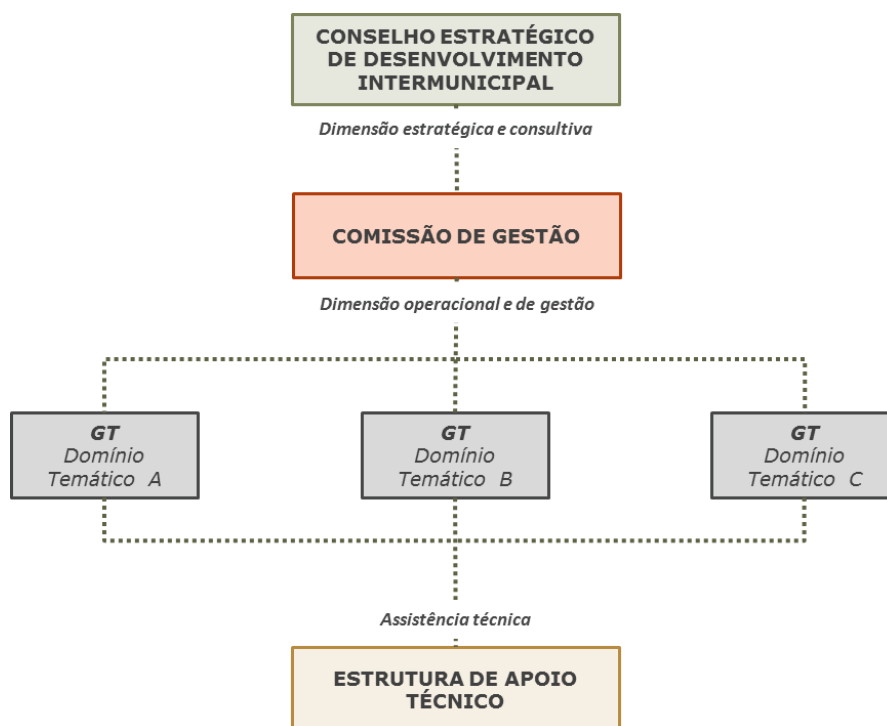 CONSELHO ESTRATÉGICO
DE DESENVOLVIMENTO
INTERMUNICIPAL
Dimensão estratégica e consultiva
COMISSÃO DE GESTÃO
Dimensão operacional e de gestão
GT
Domínio
Temático A
GT
Domínio
Temático B
GT
Domínio
Temático C
Assistência técnica
ESTRUTURA DE APOIO
TÉCNICO